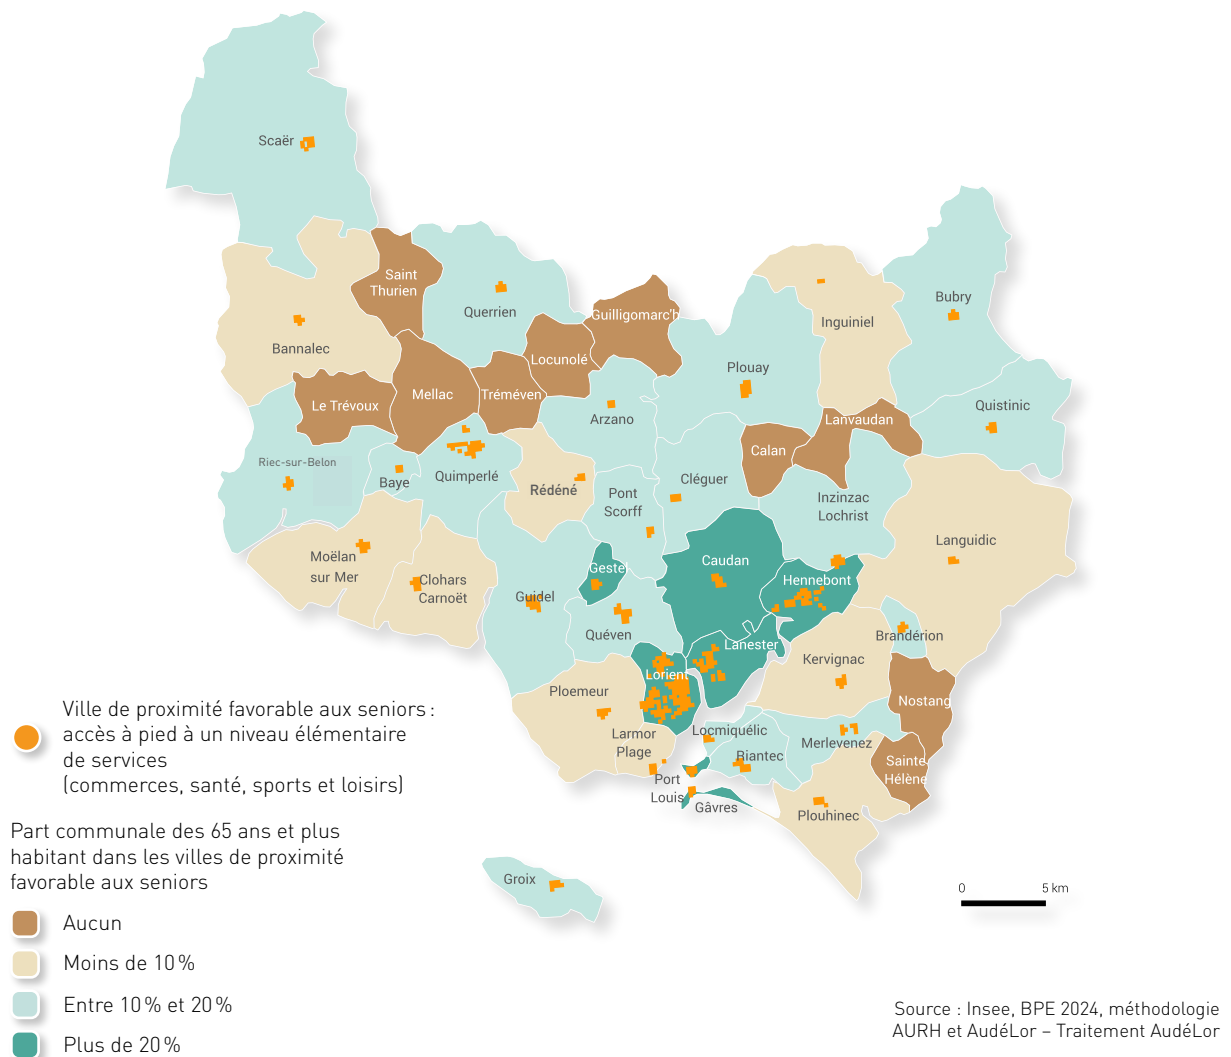 Scaër
Saint
Thurien
Querrien
Guilligomarc'h
Inguiniel
Bubry
Bannalec
Locunolé
Plouay
Le Trévoux
Mellac
Tréméven
Arzano
Lanvaudan
Quistinic
Calan
Riec-sur-Belon
Baye
Quimperlé
Rédéné
Pont
Scorff
Cléguer
Inzinzac
Lochrist
Languidic
Moëlan
sur Mer
Clohars
Carnoët
Gestel
Caudan
Hennebont
Guidel
Quéven
Brandérion
Lanester
Kervignac
Lorient
Ploemeur
Nostang
Larmor
Plage
Locmiquélic
Riantec
Merlevenez
Sainte
Hélène
Port
Louis
Gâvres
Plouhinec
Groix
0 5 km
Ville de proximité favorable aux seniors :
accès à pied à un niveau élémentaire
de services
(commerces, santé, sports et loisirs)
Part communale des 65 ans et plus
habitant dans les villes de proximité
favorable aux seniors
Aucun
Moins de 10 %
Entre 10 % et 20 %
Plus de 20 %
Source : Insee, BPE 2024, méthodologie
AURH et AudéLor – Traitement AudéLor